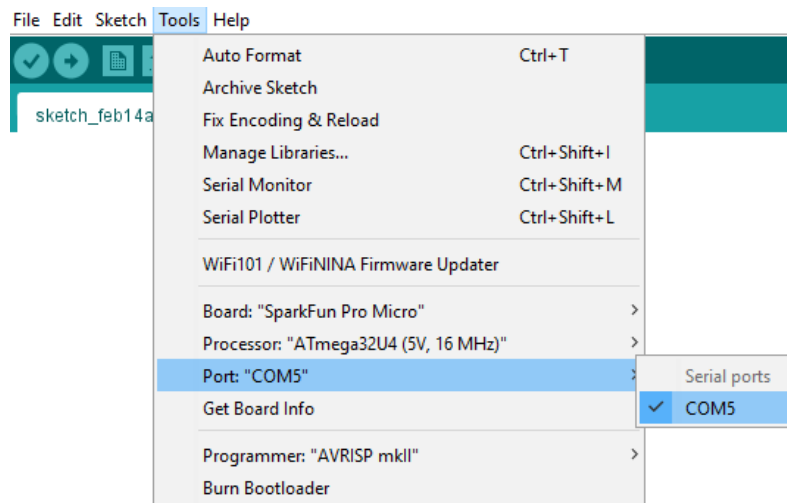 File Edit Sketch Tools Help
sketch_feb14a
Auto Format Ctrl+T
Archive Sketch
Fix Encoding & Reload
Manage Libraries... Ctrl+Shift+I
Serial Monitor Ctrl+Shift+M
Serial Plotter Ctrl+Shift+L
WiFi101 / WiFiNINA Firmware Updater
Board: "SparkFun Pro Micro"
Processor: "ATmega32U4 (5V, 16 MHz)"
Port: "COM5"
Serial ports
Get Board Info
COM5
Programmer: "AVRISP mkII"
Burn Bootloader